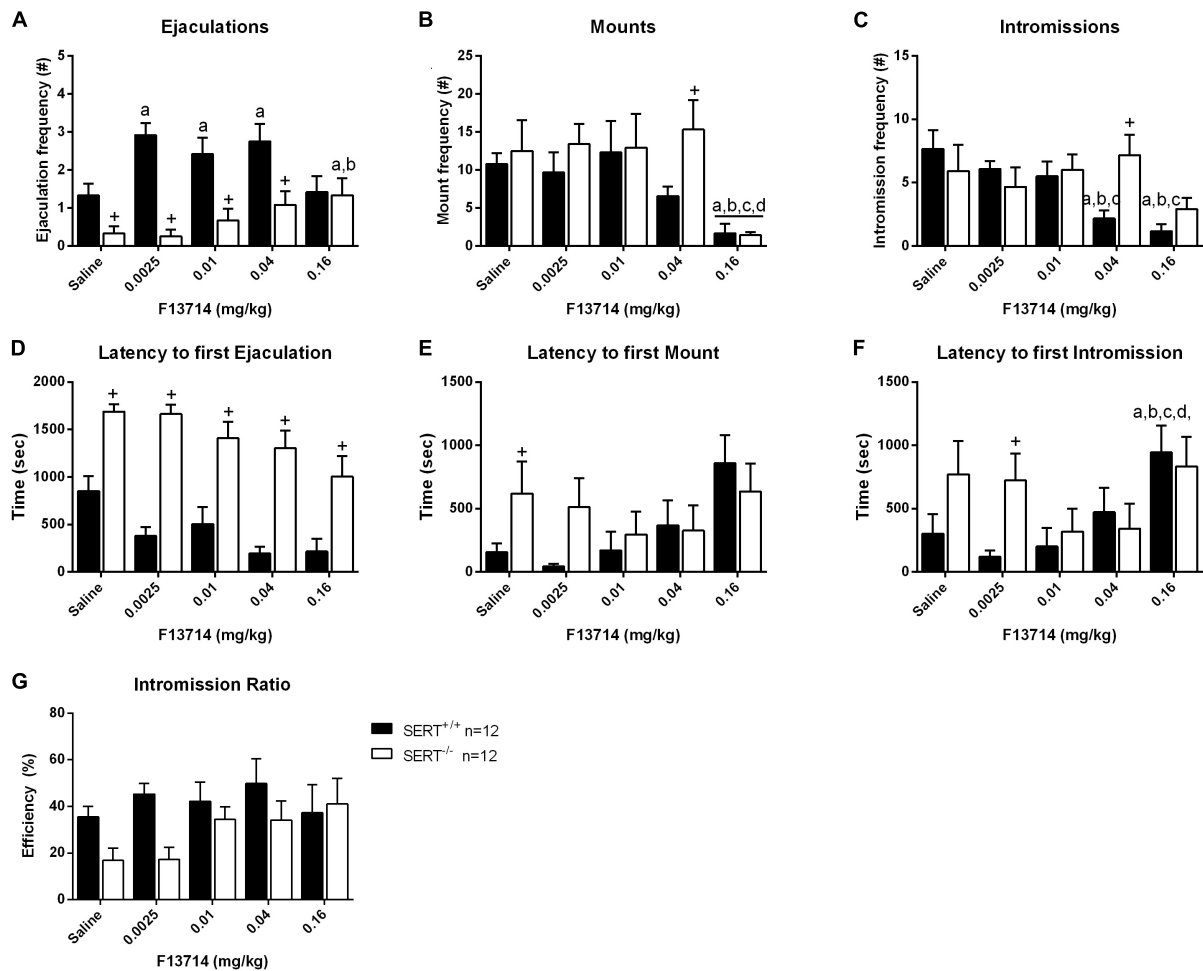 A
Ejaculations
Ejaculation frequency (#)
5
4
3
2
1
0
a
a
a
a,b
+
+
+
+
Saline
0.0025
0.01
0.04
0.16
F13714 (mg/kg)
B
Mounts
Mount frequency (#)
25
20
15
10
5
0
+
a,b,c,d
Saline
0.0025
0.01
0.04
0.16
F13714 (mg/kg)
C
Intromissions
Intromission frequency (#)
15
10
5
0
+
a,b,c
a,b,c
Saline
0.0025
0.01
0.04
0.16
F13714 (mg/kg)
D
Latency to first Ejaculation
Time (sec)
2000
1500
1000
500
0
+
+
+
+
+
Saline
0.0025
0.01
0.04
0.16
F13714 (mg/kg)
E
Latency to first Mount
Time (sec)
1500
1000
500
0
+
Saline
0.0025
0.01
0.04
0.16
F13714 (mg/kg)
F
Latency to first Intromission
Time (sec)
1500
1000
500
0
+
a,b,c,d,
Saline
0.0025
0.01
0.04
0.16
F13714 (mg/kg)
G
Intromission Ratio
Efficiency (%)
80
60
40
20
0
Saline
0.0025
0.01
0.04
0.16
F13714 (mg/kg)
SERT+/+ n=12
SERT-/- n=12